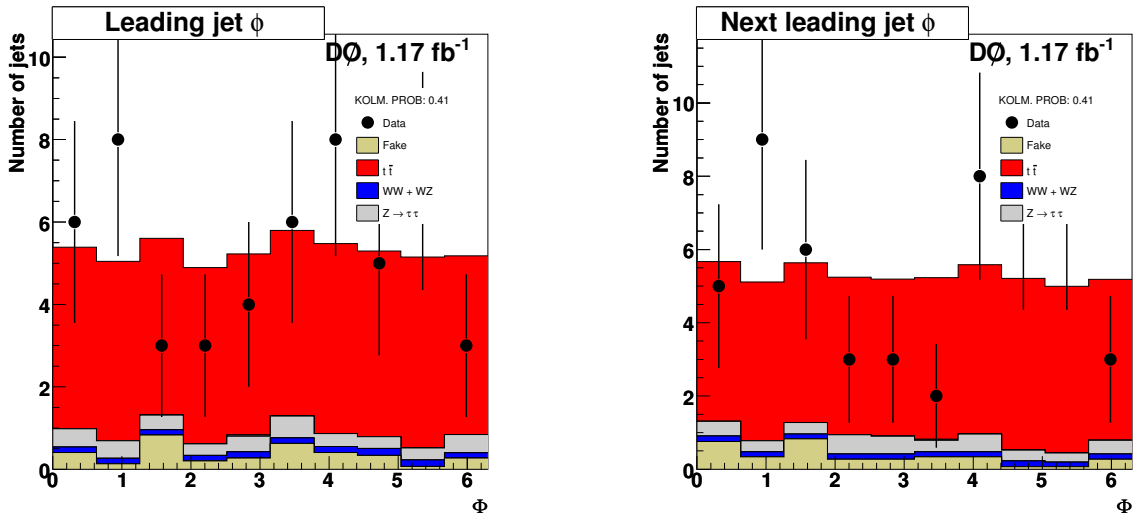 Leading jet ϕ
DØ, 1.17 fb⁻¹
Number of jets
10
8
6
4
2
0
KOLM. PROB: 0.41
Data
Fake
t t̄
WW + WZ
Z → τ τ
0 1 2 3 4 5 6
Φ
Next leading jet ϕ
DØ, 1.17 fb⁻¹
Number of jets
10
8
6
4
2
0
KOLM. PROB: 0.41
Data
Fake
t t̄
WW + WZ
Z → τ τ
0 1 2 3 4 5 6
Φ